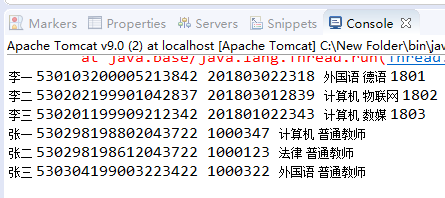 Markers Properties Servers Snippets Console
Apache Tomcat v9.0 (2) at localhost [Apache Tomcat] C:\New Folder\bin\jav
at java.base/java.lang.Thread.run(Thread.
李一 530103200005213842 201803022318 外国语 德语 1801
李二 530202199901042837 201803012839 计算机 物联网 1802
李三 530201199909212342 201801022343 计算机 数媒 1803
张一 530298198802043722 1000347 计算机 普通教师
张二 530298198612043722 1000123 法律 普通教师
张三 530304199003223422 1000322 外国语 普通教师